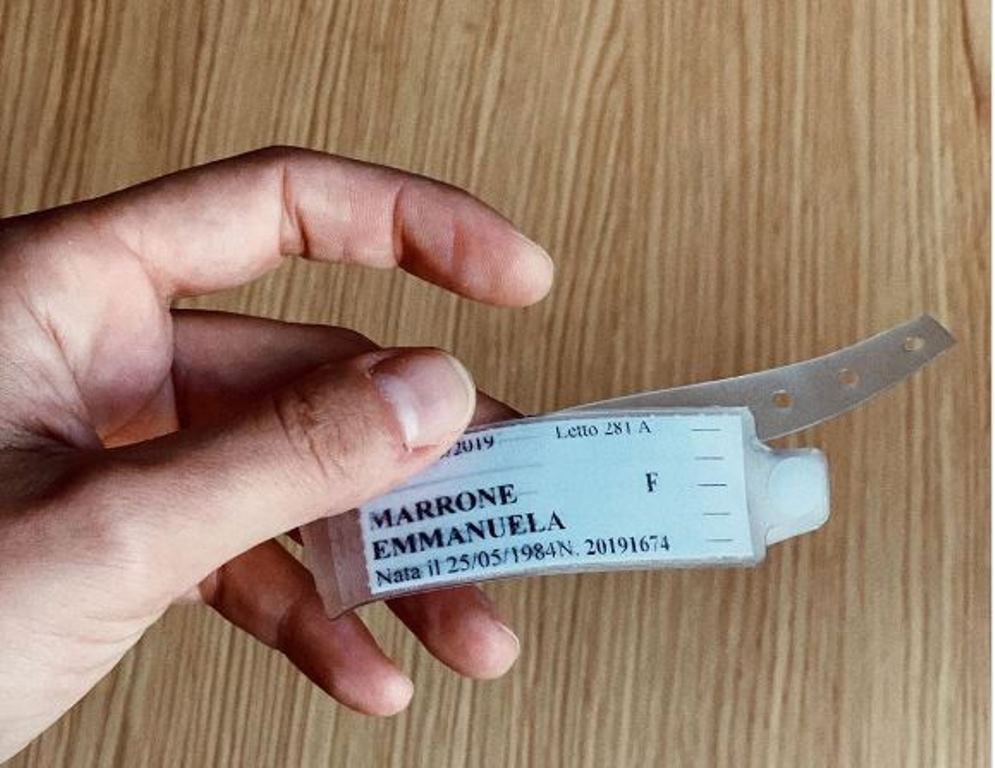 /2019 Letto 281 A
MARRONE F
EMMANUELA
Nata il 25/05/1984N. 20191674